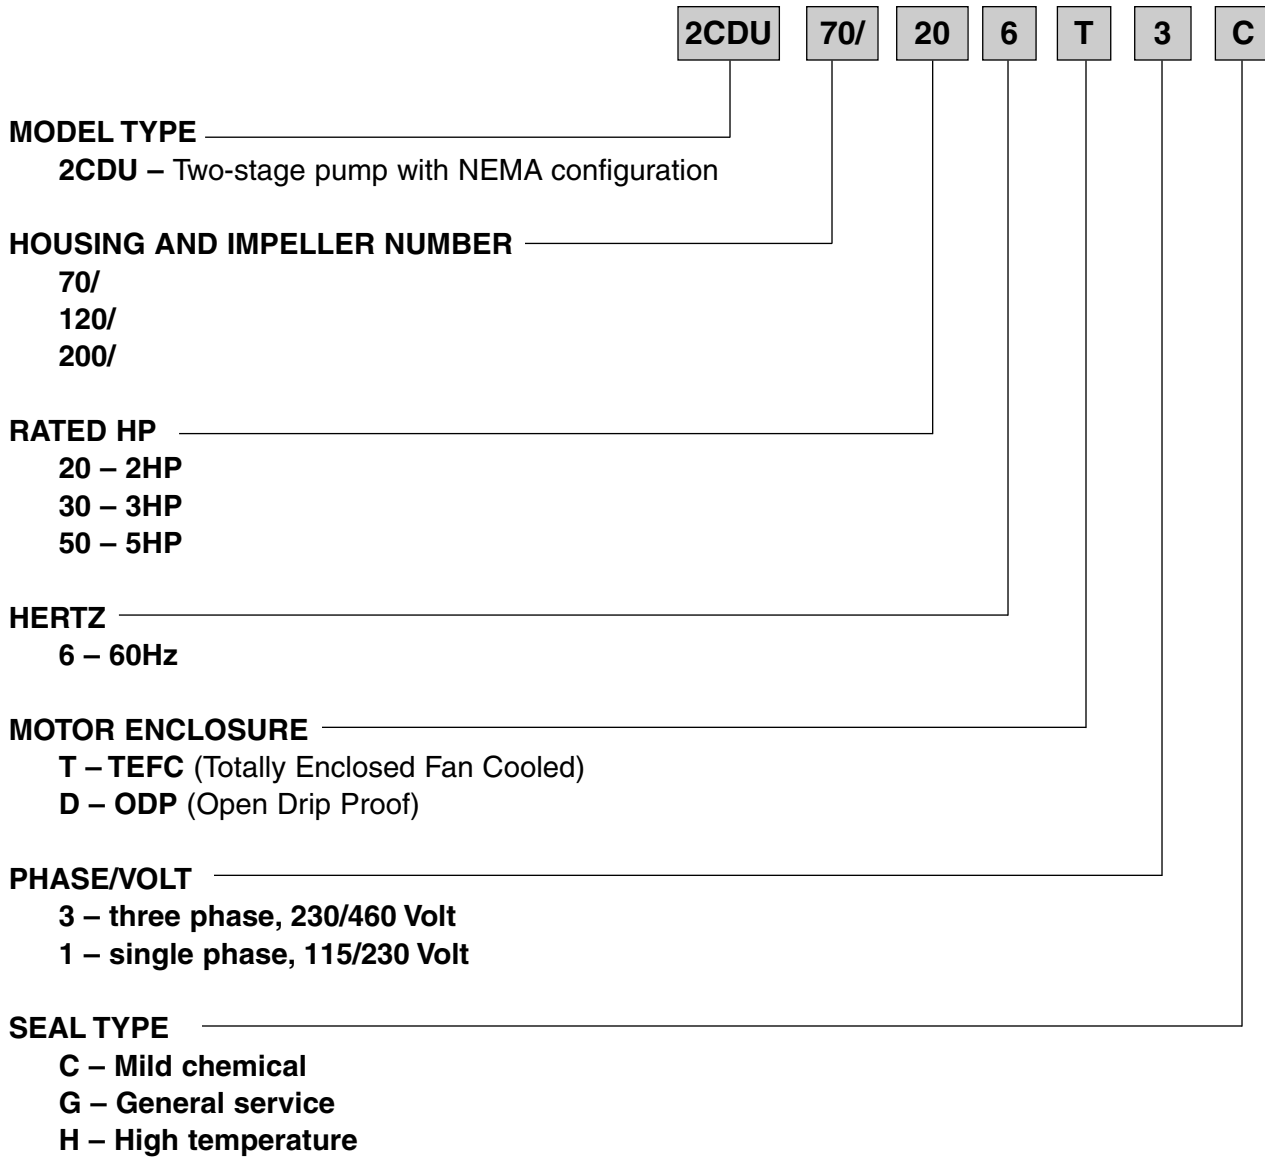 2CDU 70/ 20 6 T 3 C
MODEL TYPE
2CDU – Two-stage pump with NEMA configuration
HOUSING AND IMPELLER NUMBER
70/
120/
200/
RATED HP
20 – 2HP
30 – 3HP
50 – 5HP
HERTZ
6 – 60Hz
MOTOR ENCLOSURE
T – TEFC (Totally Enclosed Fan Cooled)
D – ODP (Open Drip Proof)
PHASE/VOLT
3 – three phase, 230/460 Volt
1 – single phase, 115/230 Volt
SEAL TYPE
C – Mild chemical
G – General service
H – High temperature